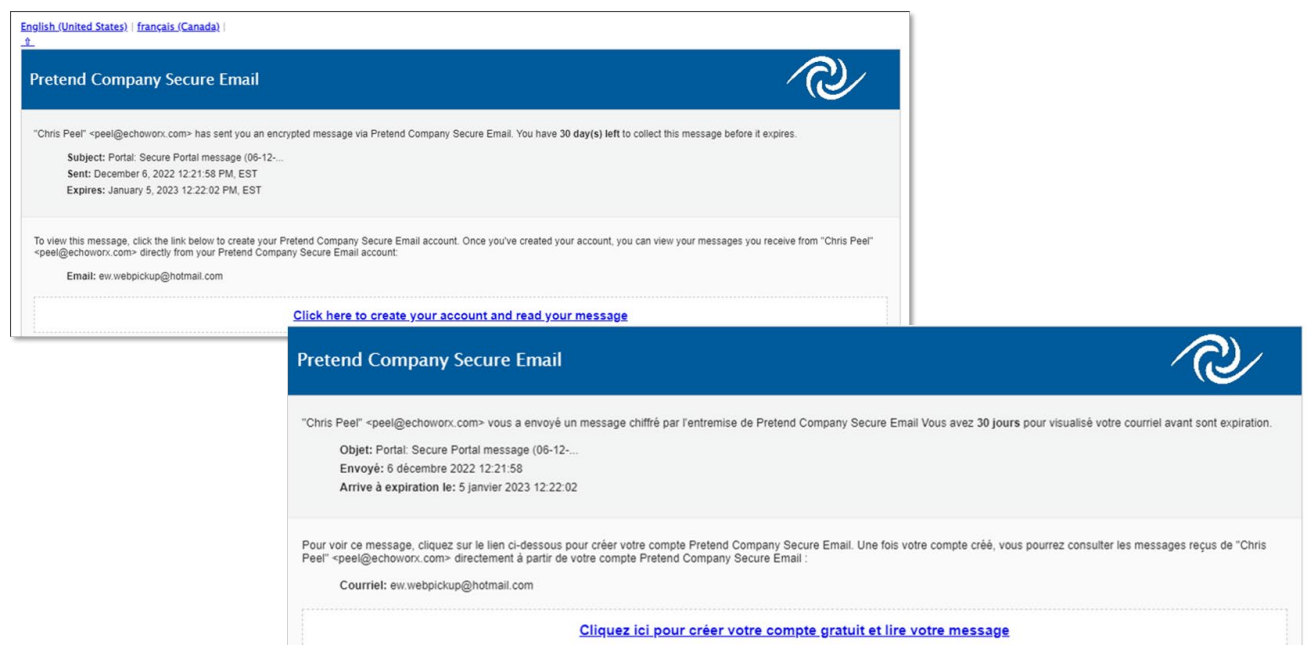 English (United States) | français (Canada) |
⇧
Pretend Company Secure Email
"Chris Peel" <peel@echoworx.com> has sent you an encrypted message via Pretend Company Secure Email. You have 30 day(s) left to collect this message before it expires.
Subject: Portal: Secure Portal message (06-12-...
Sent: December 6, 2022 12:21:58 PM, EST
Expires: January 5, 2023 12:22:02 PM, EST
To view this message, click the link below to create your Pretend Company Secure Email account. Once you've created your account, you can view your messages you receive from "Chris Peel"
<peel@echoworx.com> directly from your Pretend Company Secure Email account:
Email: ew.webpickup@hotmail.com
Click here to create your account and read your message
Pretend Company Secure Email
"Chris Peel" <peel@echoworx.com> vous a envoyé un message chiffré par l'entremise de Pretend Company Secure Email Vous avez 30 jours pour visualisé votre courriel avant sont expiration.
Objet: Portal: Secure Portal message (06-12-...
Envoyé: 6 décembre 2022 12:21:58
Arrive à expiration le: 5 janvier 2023 12:22:02
Pour voir ce message, cliquez sur le lien ci-dessous pour créer votre compte Pretend Company Secure Email. Une fois votre compte créé, vous pourrez consulter les messages reçus de "Chris
Peel" <peel@echoworx.com> directement à partir de votre compte Pretend Company Secure Email :
Courriel: ew.webpickup@hotmail.com
Cliquez ici pour créer votre compte gratuit et lire votre message